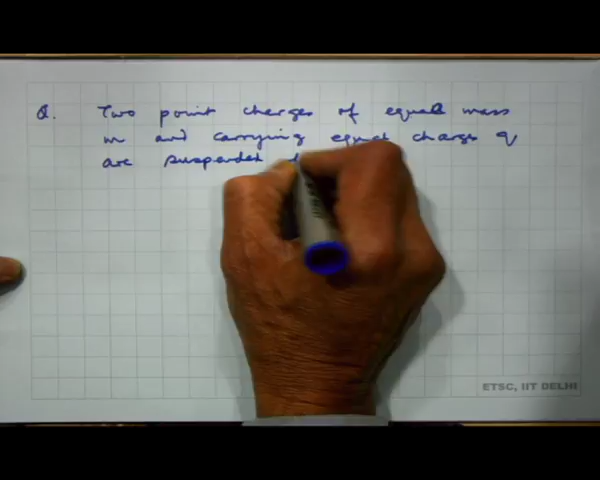 Q. Two point charges of equal mass
m and carrying equal charge q
are suspended
ETSC, IIT DELHI